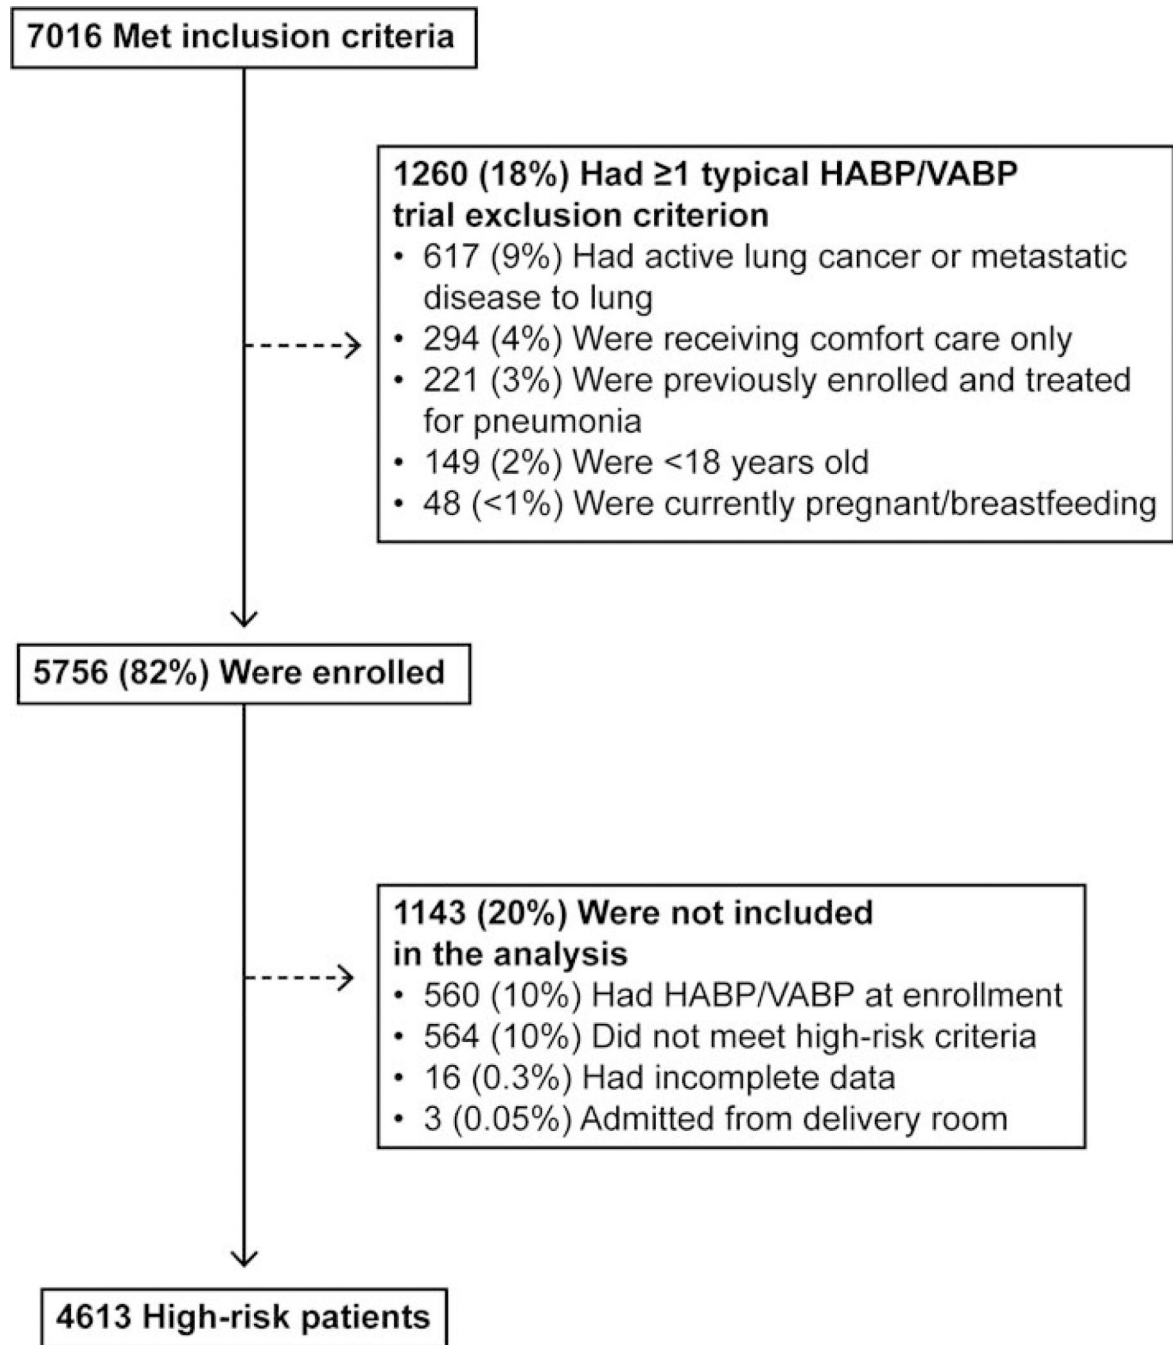 7016 Met inclusion criteria
1260 (18%) Had ≥1 typical HABP/VABP
trial exclusion criterion
• 617 (9%) Had active lung cancer or metastatic
disease to lung
• 294 (4%) Were receiving comfort care only
• 221 (3%) Were previously enrolled and treated
for pneumonia
• 149 (2%) Were <18 years old
• 48 (<1%) Were currently pregnant/breastfeeding
5756 (82%) Were enrolled
1143 (20%) Were not included
in the analysis
• 560 (10%) Had HABP/VABP at enrollment
• 564 (10%) Did not meet high-risk criteria
• 16 (0.3%) Had incomplete data
• 3 (0.05%) Admitted from delivery room
4613 High-risk patients